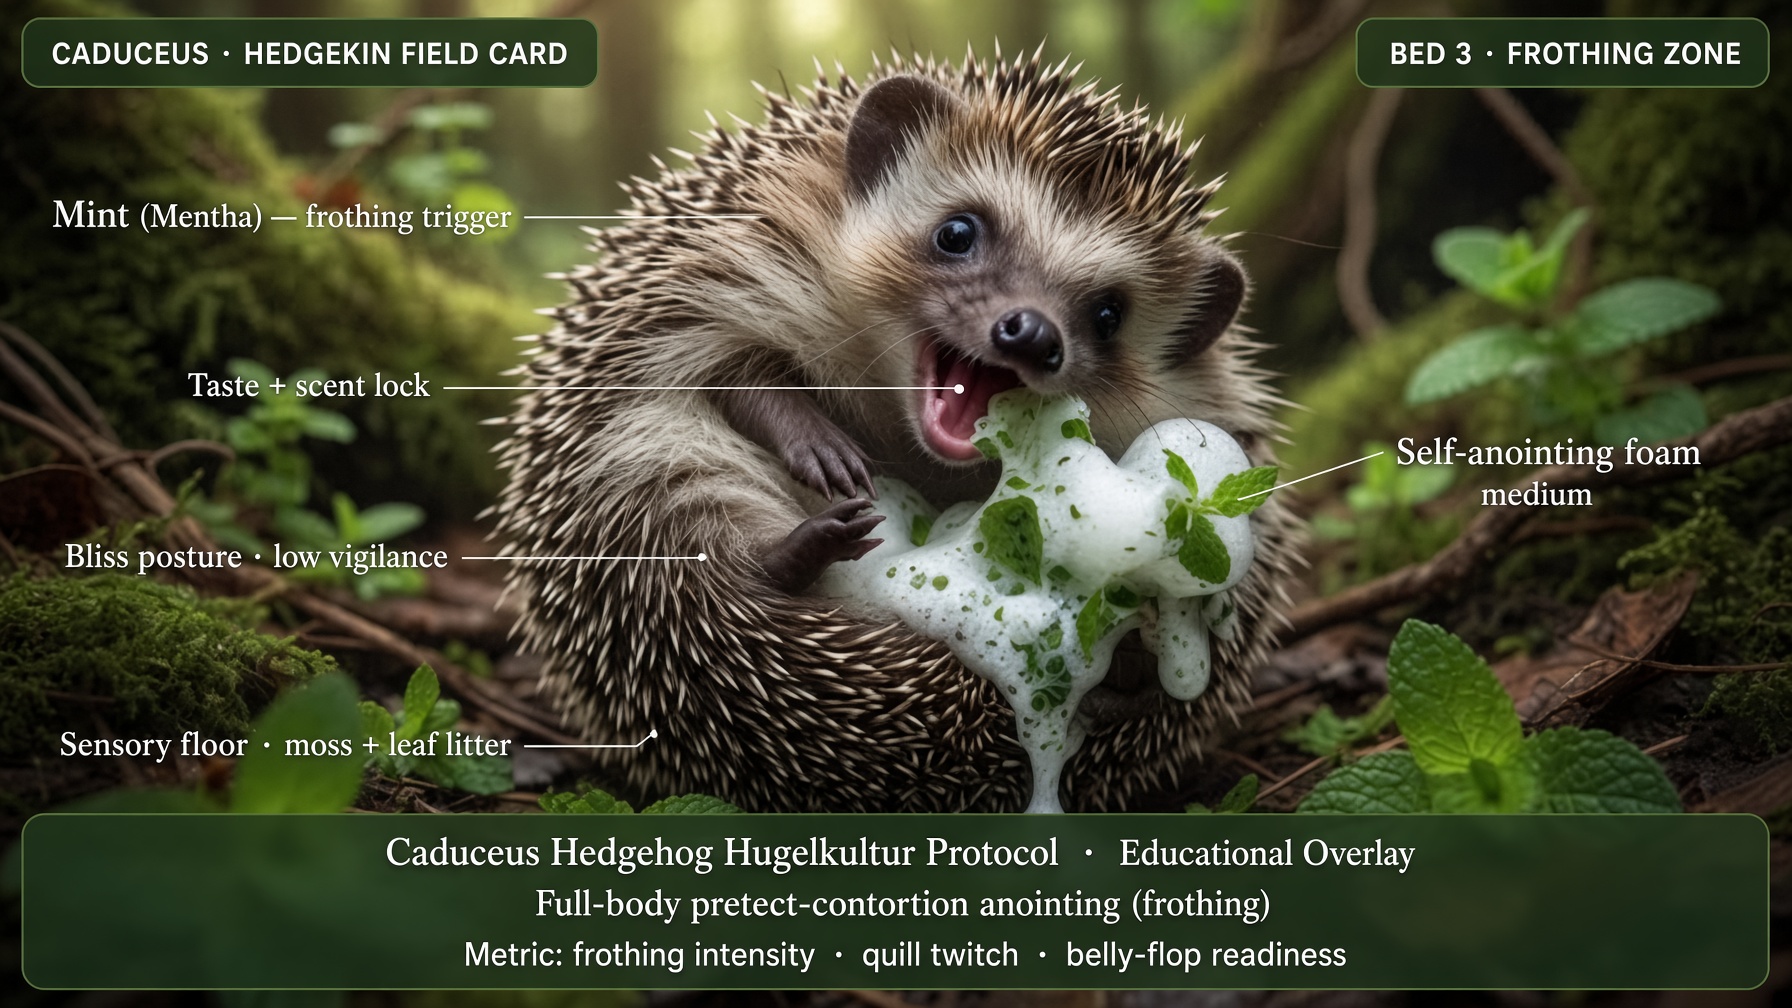 CADUCEUS · HEDGEKIN FIELD CARD
BED 3 · FROTHING ZONE
Mint (Mentha) — frothing trigger
Taste + scent lock
Self-anointing foam
medium
Bliss posture · low vigilance
Sensory floor · moss + leaf litter
Caduceus Hedgehog Hugelkultur Protocol · Educational Overlay
Full-body pretect-contortion anointing (frothing)
Metric: frothing intensity · quill twitch · belly-flop readiness